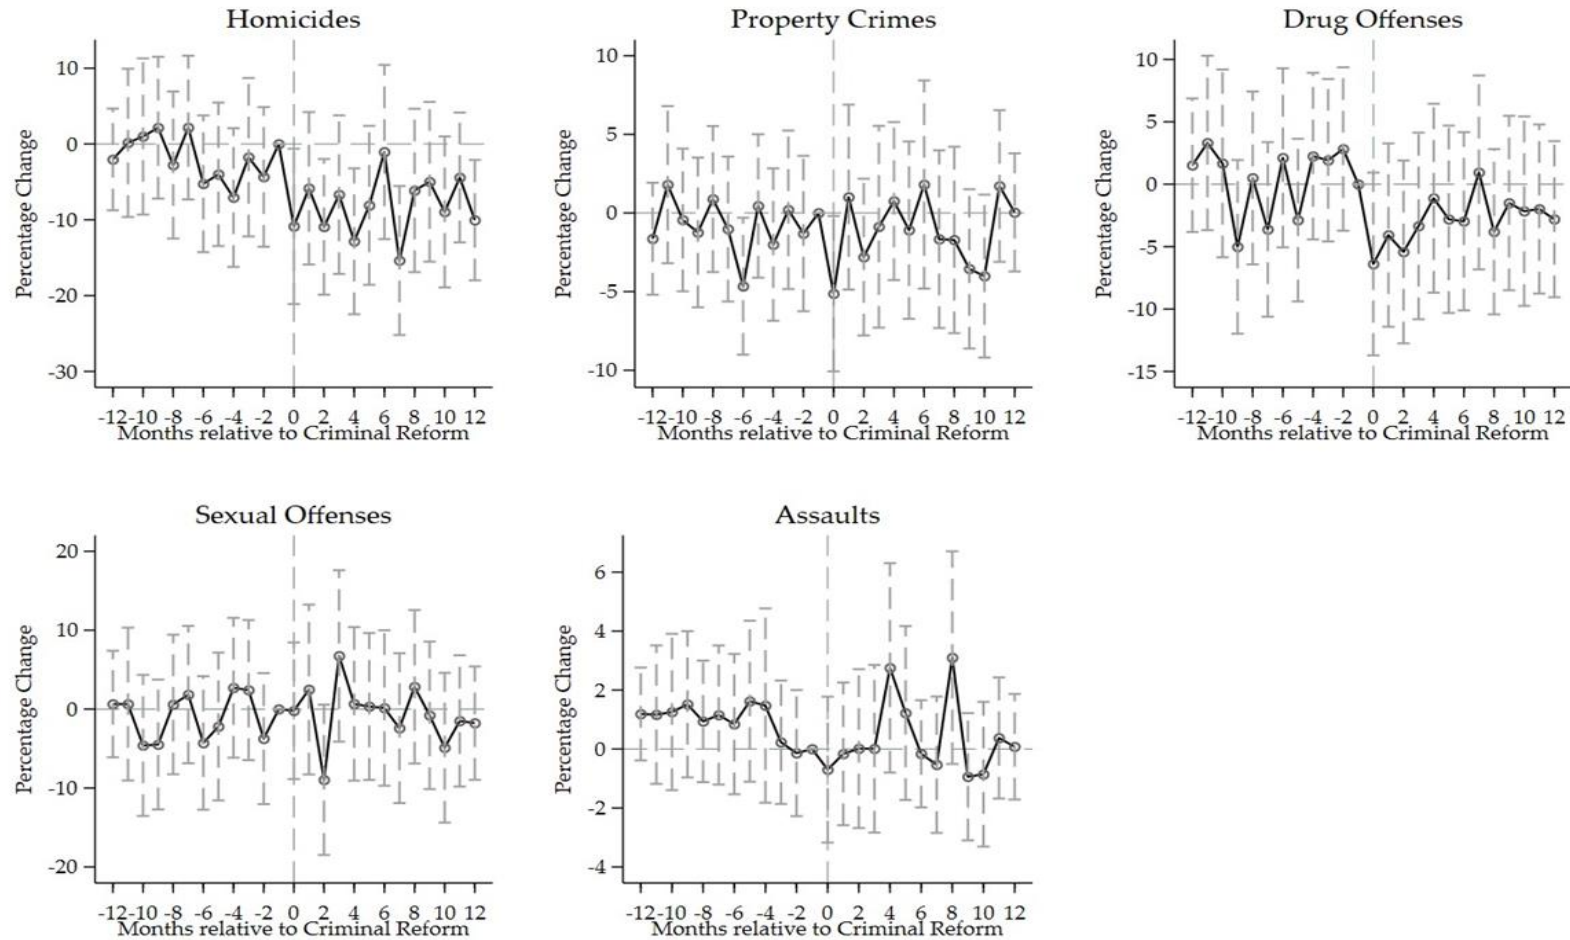 Homicides
Percentage Change
10
0
-10
-20
-30
-12 -10 -8 -6 -4 -2 0 2 4 6 8 10 12
Months relative to Criminal Reform
Property Crimes
Percentage Change
10
5
0
-5
-10
-12 -10 -8 -6 -4 -2 0 2 4 6 8 10 12
Months relative to Criminal Reform
Drug Offenses
Percentage Change
10
5
0
-5
-10
-15
-12 -10 -8 -6 -4 -2 0 2 4 6 8 10 12
Months relative to Criminal Reform
Sexual Offenses
Percentage Change
20
10
0
-10
-20
-12 -10 -8 -6 -4 -2 0 2 4 6 8 10 12
Months relative to Criminal Reform
Assaults
Percentage Change
6
4
2
0
-2
-4
-12 -10 -8 -6 -4 -2 0 2 4 6 8 10 12
Months relative to Criminal Reform